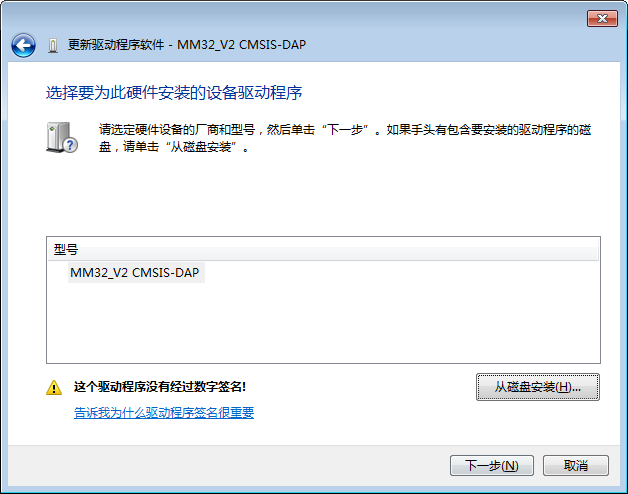 更新驱动程序软件 - MM32_V2 CMSIS-DAP
选择要为此硬件安装的设备驱动程序
请选定硬件设备的厂商和型号，然后单击“下一步”。如果手头有包含要安装的驱动程序的磁
盘，请单击“从磁盘安装”。
型号
MM32_V2 CMSIS-DAP
这个驱动程序没有经过数字签名!
从磁盘安装(H)...
告诉我为什么驱动程序签名很重要
下一步(N)
取消